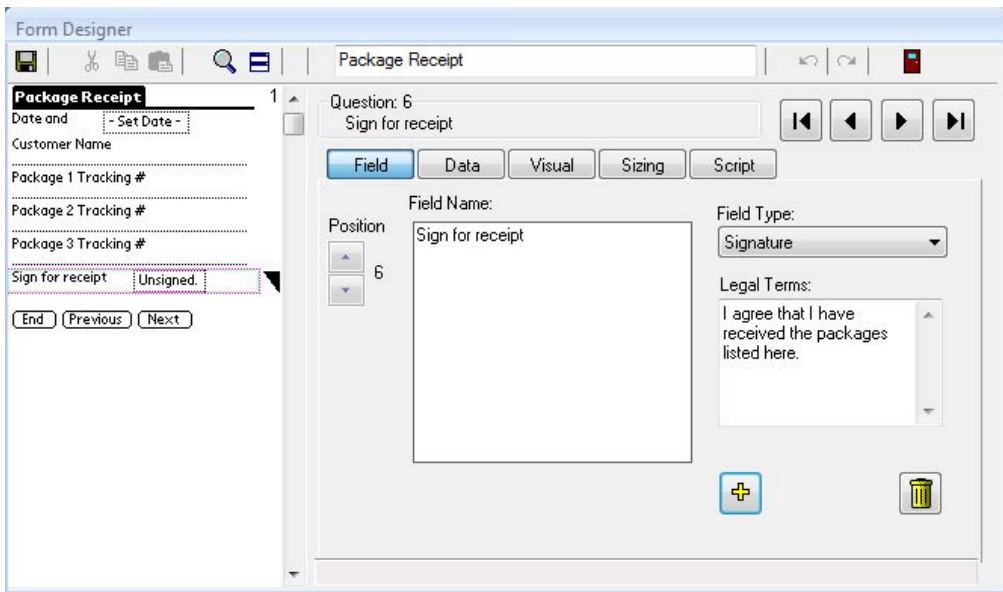 Form Designer
Package Receipt
Package Receipt 1
Date and - Set Date -
Customer Name
Package 1 Tracking #
Package 2 Tracking #
Package 3 Tracking #
Sign for receipt Unsigned.
End Previous Next
Question: 6
Sign for receipt
Field Data Visual Sizing Script
Position
6
Field Name:
Sign for receipt
Field Type:
Signature
Legal Terms:
I agree that I have
received the packages
listed here.